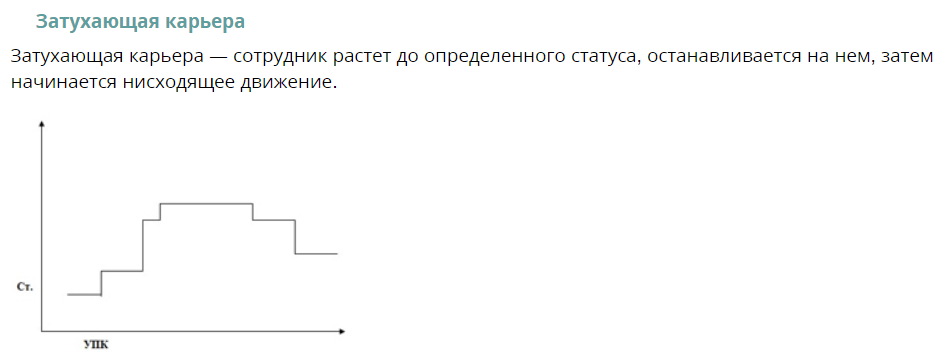 Затухающая карьера
Затухающая карьера — сотрудник растет до определенного статуса, останавливается на нем, затем
начинается нисходящее движение.
Ст.
УПК